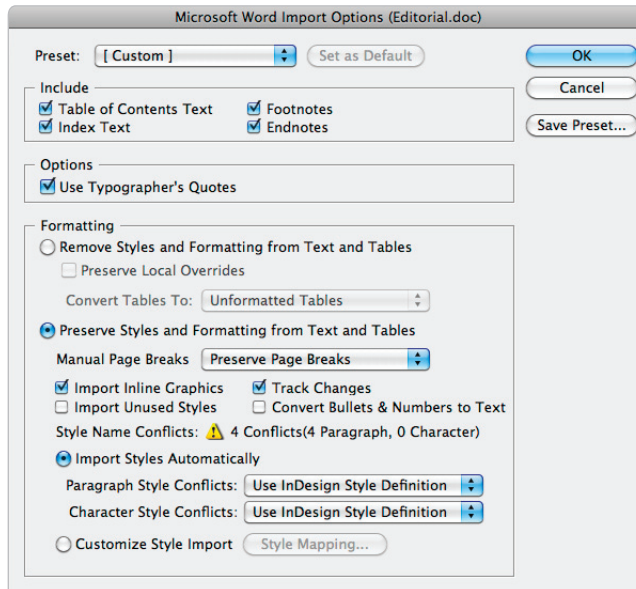 Microsoft Word Import Options (Editorial.doc)
Preset: [ Custom ] Set as Default OK
Cancel
Save Preset...
Include
Table of Contents Text Footnotes
Index Text Endnotes
Options
Use Typographer's Quotes
Formatting
Remove Styles and Formatting from Text and Tables
Preserve Local Overrides
Convert Tables To: Unformatted Tables
Preserve Styles and Formatting from Text and Tables
Manual Page Breaks Preserve Page Breaks
Import Inline Graphics Track Changes
Import Unused Styles Convert Bullets & Numbers to Text
Style Name Conflicts: 4 Conflicts(4 Paragraph, 0 Character)
Import Styles Automatically
Paragraph Style Conflicts: Use InDesign Style Definition
Character Style Conflicts: Use InDesign Style Definition
Customize Style Import Style Mapping...